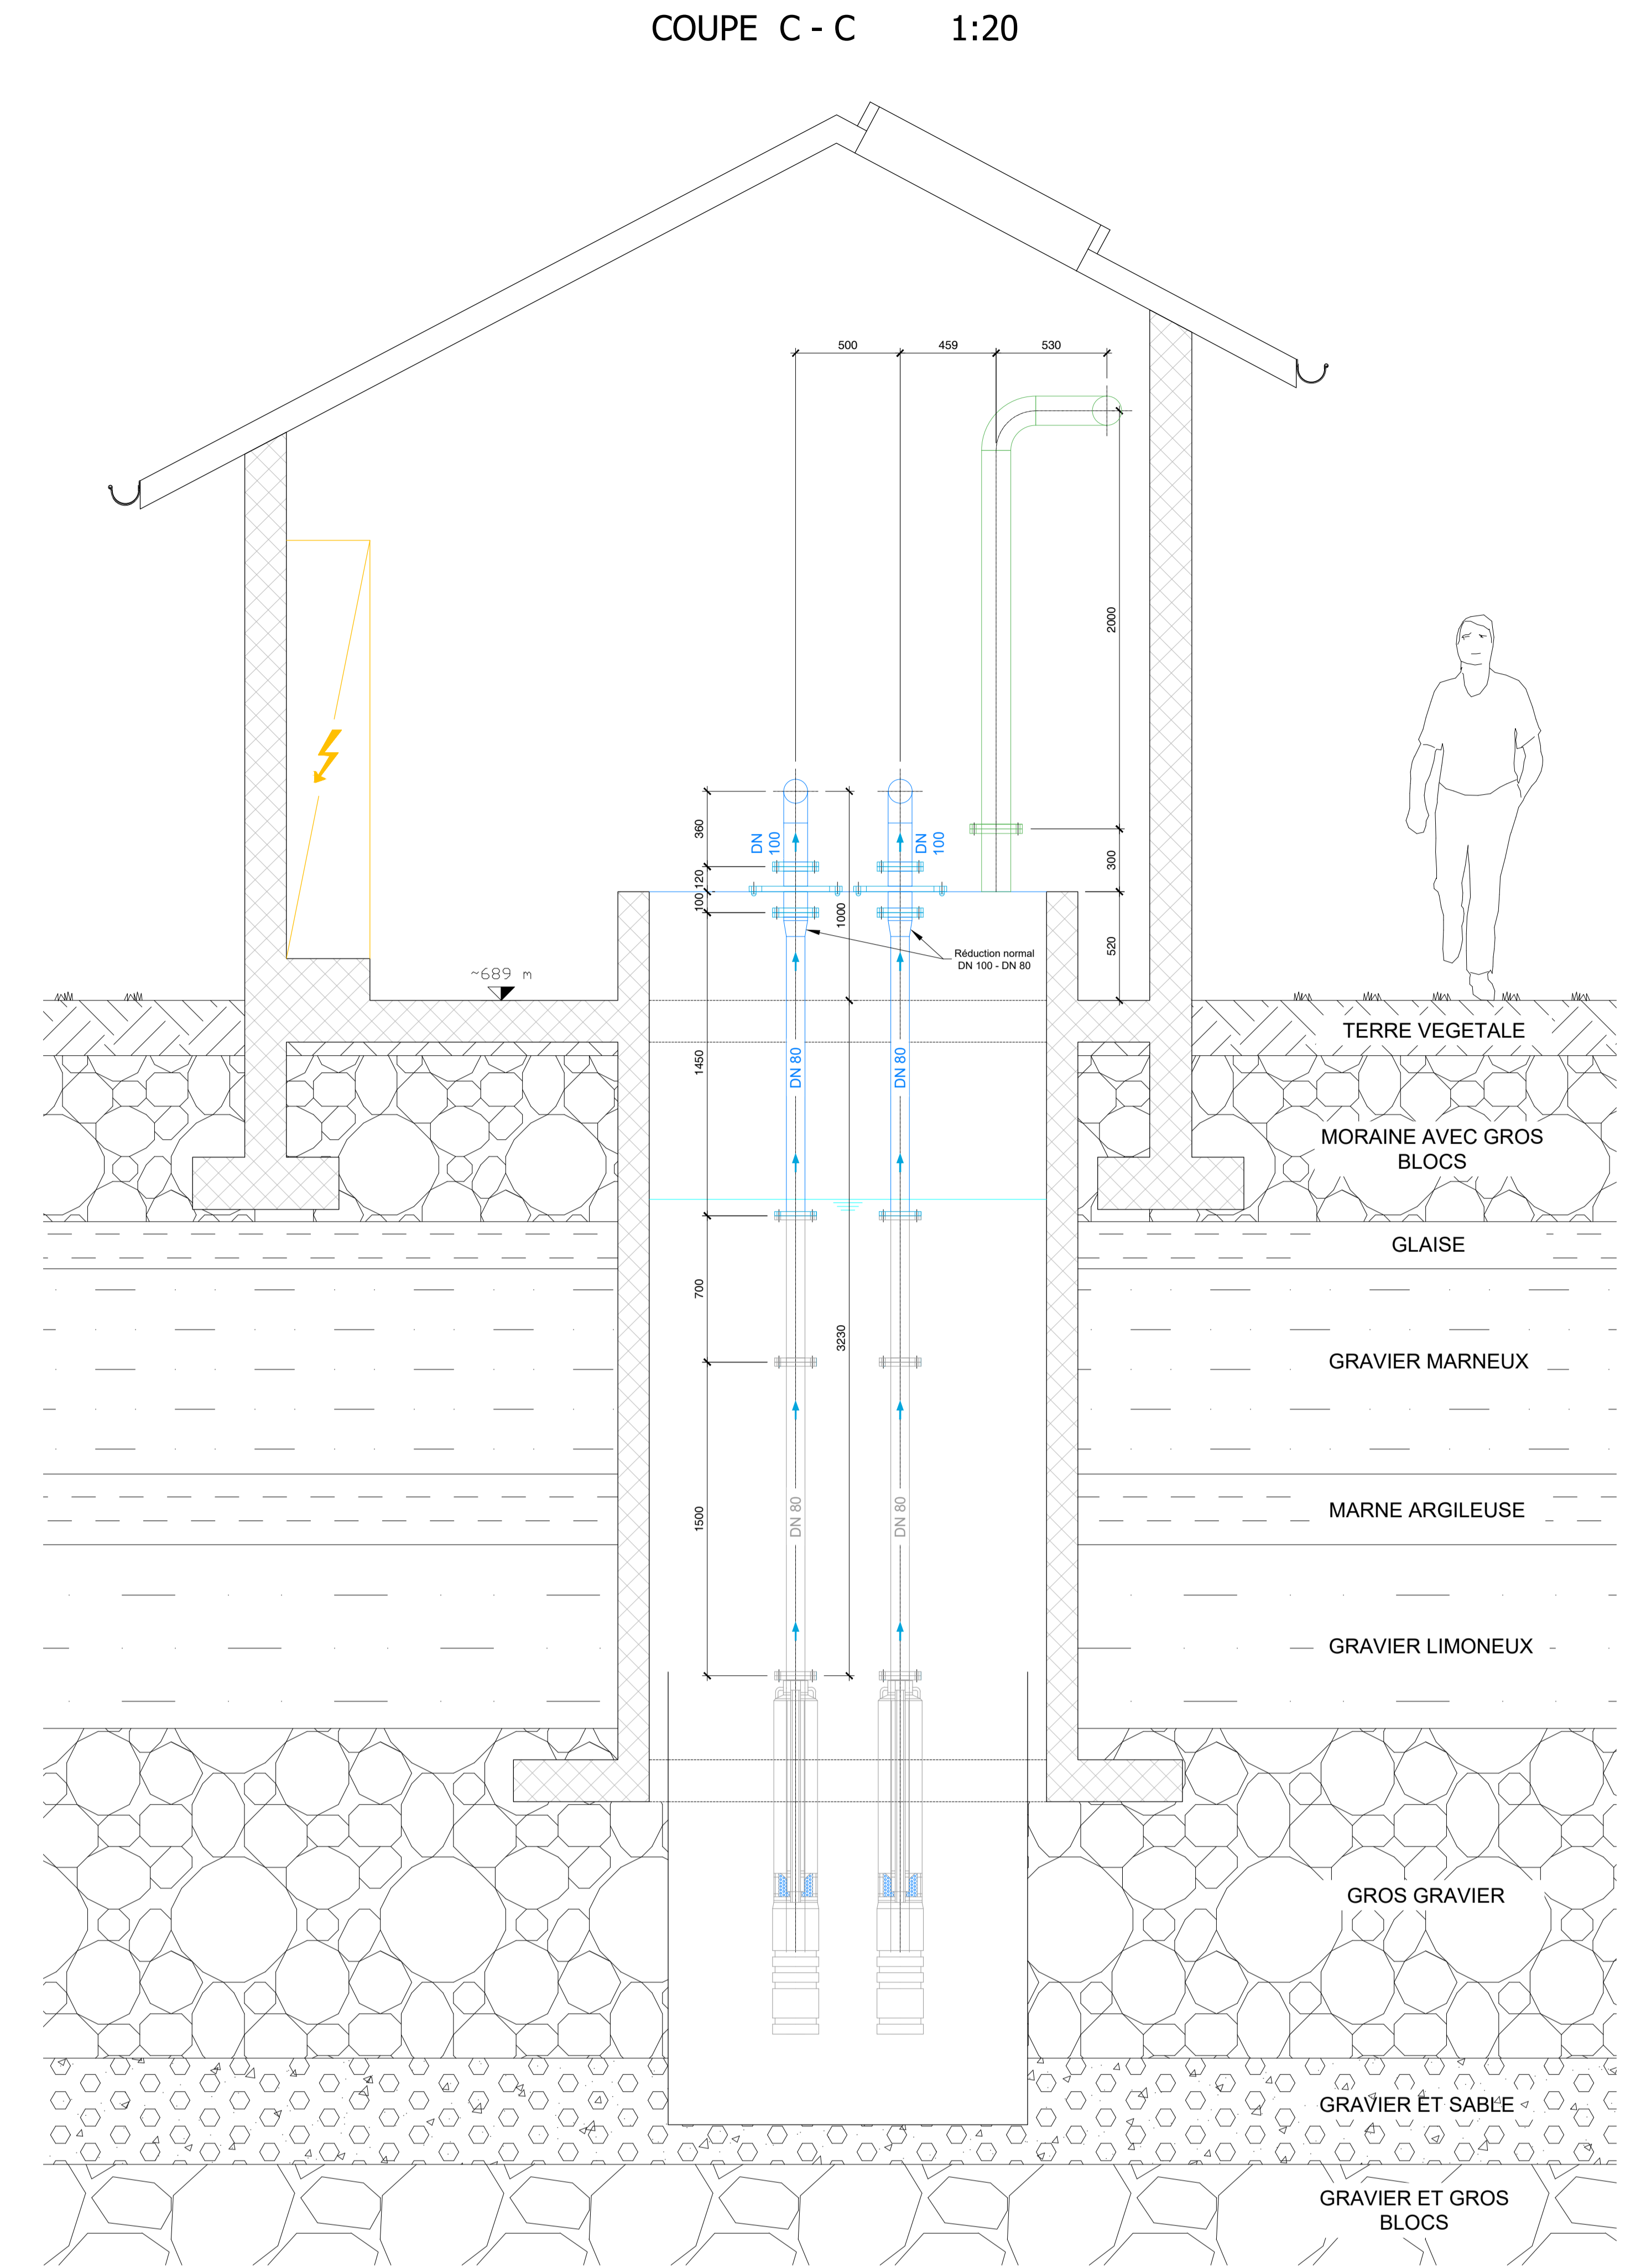 COUPE C - C 1:20
500
459
530
2000
360
DN
100
DN
100
120
100
300
1000
520
Réduction normal
DN 100 - DN 80
~689 m
TERRE VEGETALE
1450
DN 80
DN 80
MORAINE AVEC GROS
BLOCS
GLAISE
700
3230
GRAVIER MARNEUX
1500
DN 80
DN 80
MARNE ARGILEUSE
GRAVIER LIMONEUX
GROS GRAVIER
GRAVIER ET SABLE
GRAVIER ET GROS
BLOCS